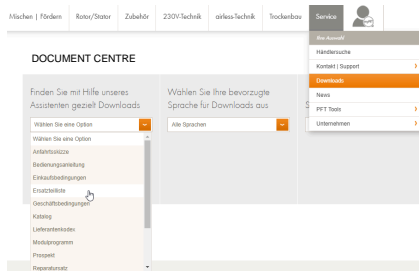 Mischen | Fördern Rotor/Stator Zubehör 230V-Technik airless-Technik Trockenbau Service
Ihre Auswahl
Händlersuche
Kontakt | Support
Downloads
News
PFT Tools
Unternehmen
DOCUMENT CENTRE
Finden Sie mit Hilfe unseres
Assistenten gezielt Downloads
Wählen Sie eine Option
Wählen Sie eine Option
Anfahrtsskizze
Bedienungsanleitung
Einkaufsbedingungen
Ersatzteilliste
Geschäftsbedingungen
Katalog
Lieferantenkodex
Modulprogramm
Prospekt
Reparatursatz
Wählen Sie Ihre bevorzugte
Sprache für Downloads aus
Alle Sprachen
S